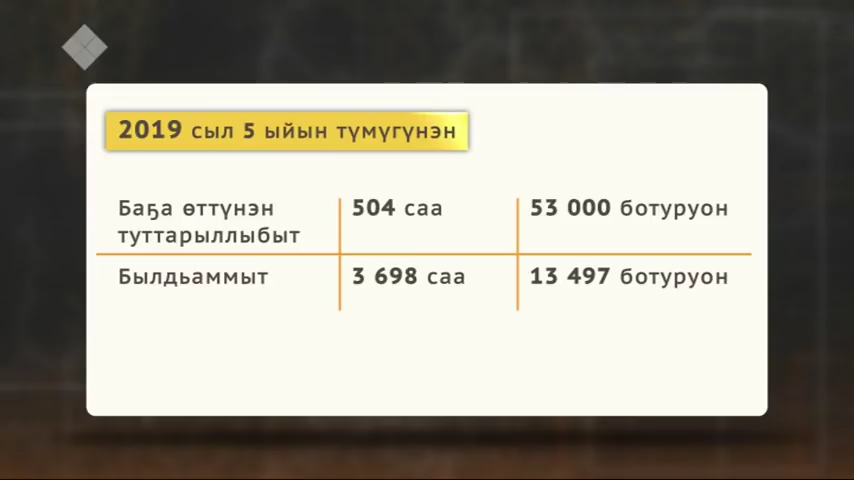 2019 сыл 5 ыйын түмүгүнэн
Баҕа өттүнэн 504 саа 53 000 ботуруон
туттарыллыбыт
Былдьаммыт 3 698 саа 13 497 ботуруон